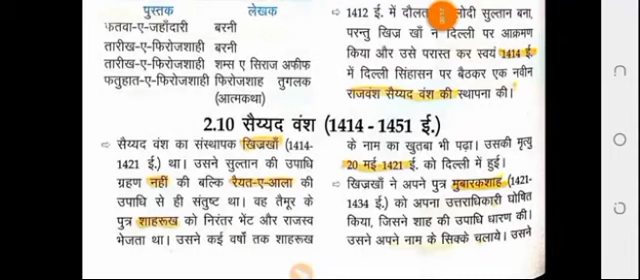 पुस्तक लेखक
फतवा-ए-जहाँदारी बरनी
तारीख-ए-फिरोजशाही बरनी
तारीख-ए-फिरोजशाही शम्स ए सिराज अफीफ
फतुहात-ए-फिरोजशाही फिरोजशाह तुगलक
(आत्मकथा)
⇨ 1412 ई. में दौलत लोदी सुल्तान बना,
परन्तु खिज्र खाँ ने दिल्ली पर आक्रमण
किया और उसे परास्त कर स्वयं 1414 ई.
में दिल्ली सिंहासन पर बैठकर एक नवीन
राजवंश सैय्यद वंश की स्थापना की।
2.10 सैय्यद वंश (1414 - 1451 ई.)
⇨ सैय्यद वंश का संस्थापक खिज्रखाँ (1414-
1421 ई.) था। उसने सुल्तान की उपाधि
ग्रहण नहीं की बल्कि रैयत-ए-आला की
उपाधि से ही संतुष्ट था। वह तैमूर के
पुत्र शाहरूख को निरंतर भेंट और राजस्व
भेजता था। उसने कई वर्षों तक शाहरूख
के नाम का खुतबा भी पढ़ा। उसकी मृत्यु
20 मई 1421 ई. को दिल्ली में हुई।
⇨ खिज्रखाँ ने अपने पुत्र मुबारकशाह (1421-
1434 ई.) को अपना उत्तराधिकारी घोषित
किया, जिसने शाह की उपाधि धारण की।
उसने अपने नाम के सिक्के चलाये। उसने